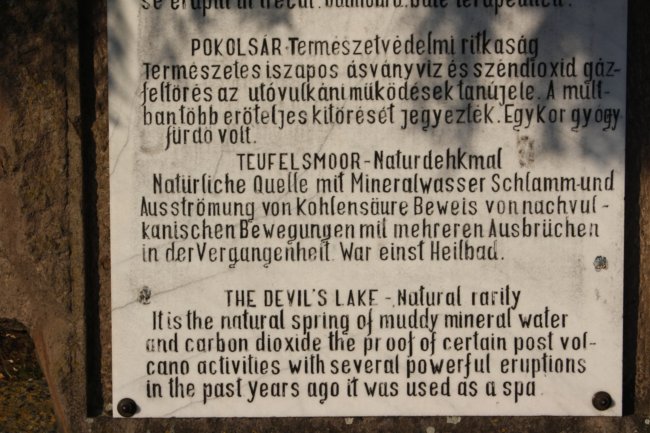 POKOLSÁR-Természetvédelmi ritkaság
Természetes iszapos ásványviz és széndioxid gáz-
feltörés az utóvulkáni működések tanújele. A mult-
ban több erőteljes kitörését jegyezték. Egykor gyógy
fürdo volt.
TEUFELSMOOR-Naturdehkmal
Natürliche Quelle mit Mineralwasser Schlamm-und
Ausströmung von Kohlensäure Beweis von nachvul-
kanischen Bewegungen mit mehreren Ausbrüchen
in der Vergangenheit. War einst Heilbad.
THE DEVIL'S LAKE - Natural rarity
It is the natural spring of muddy mineral water
and carbon dioxide the proof of certain post vol-
cano activities with several powerful eruptions
in the past years ago it was used as a spa.